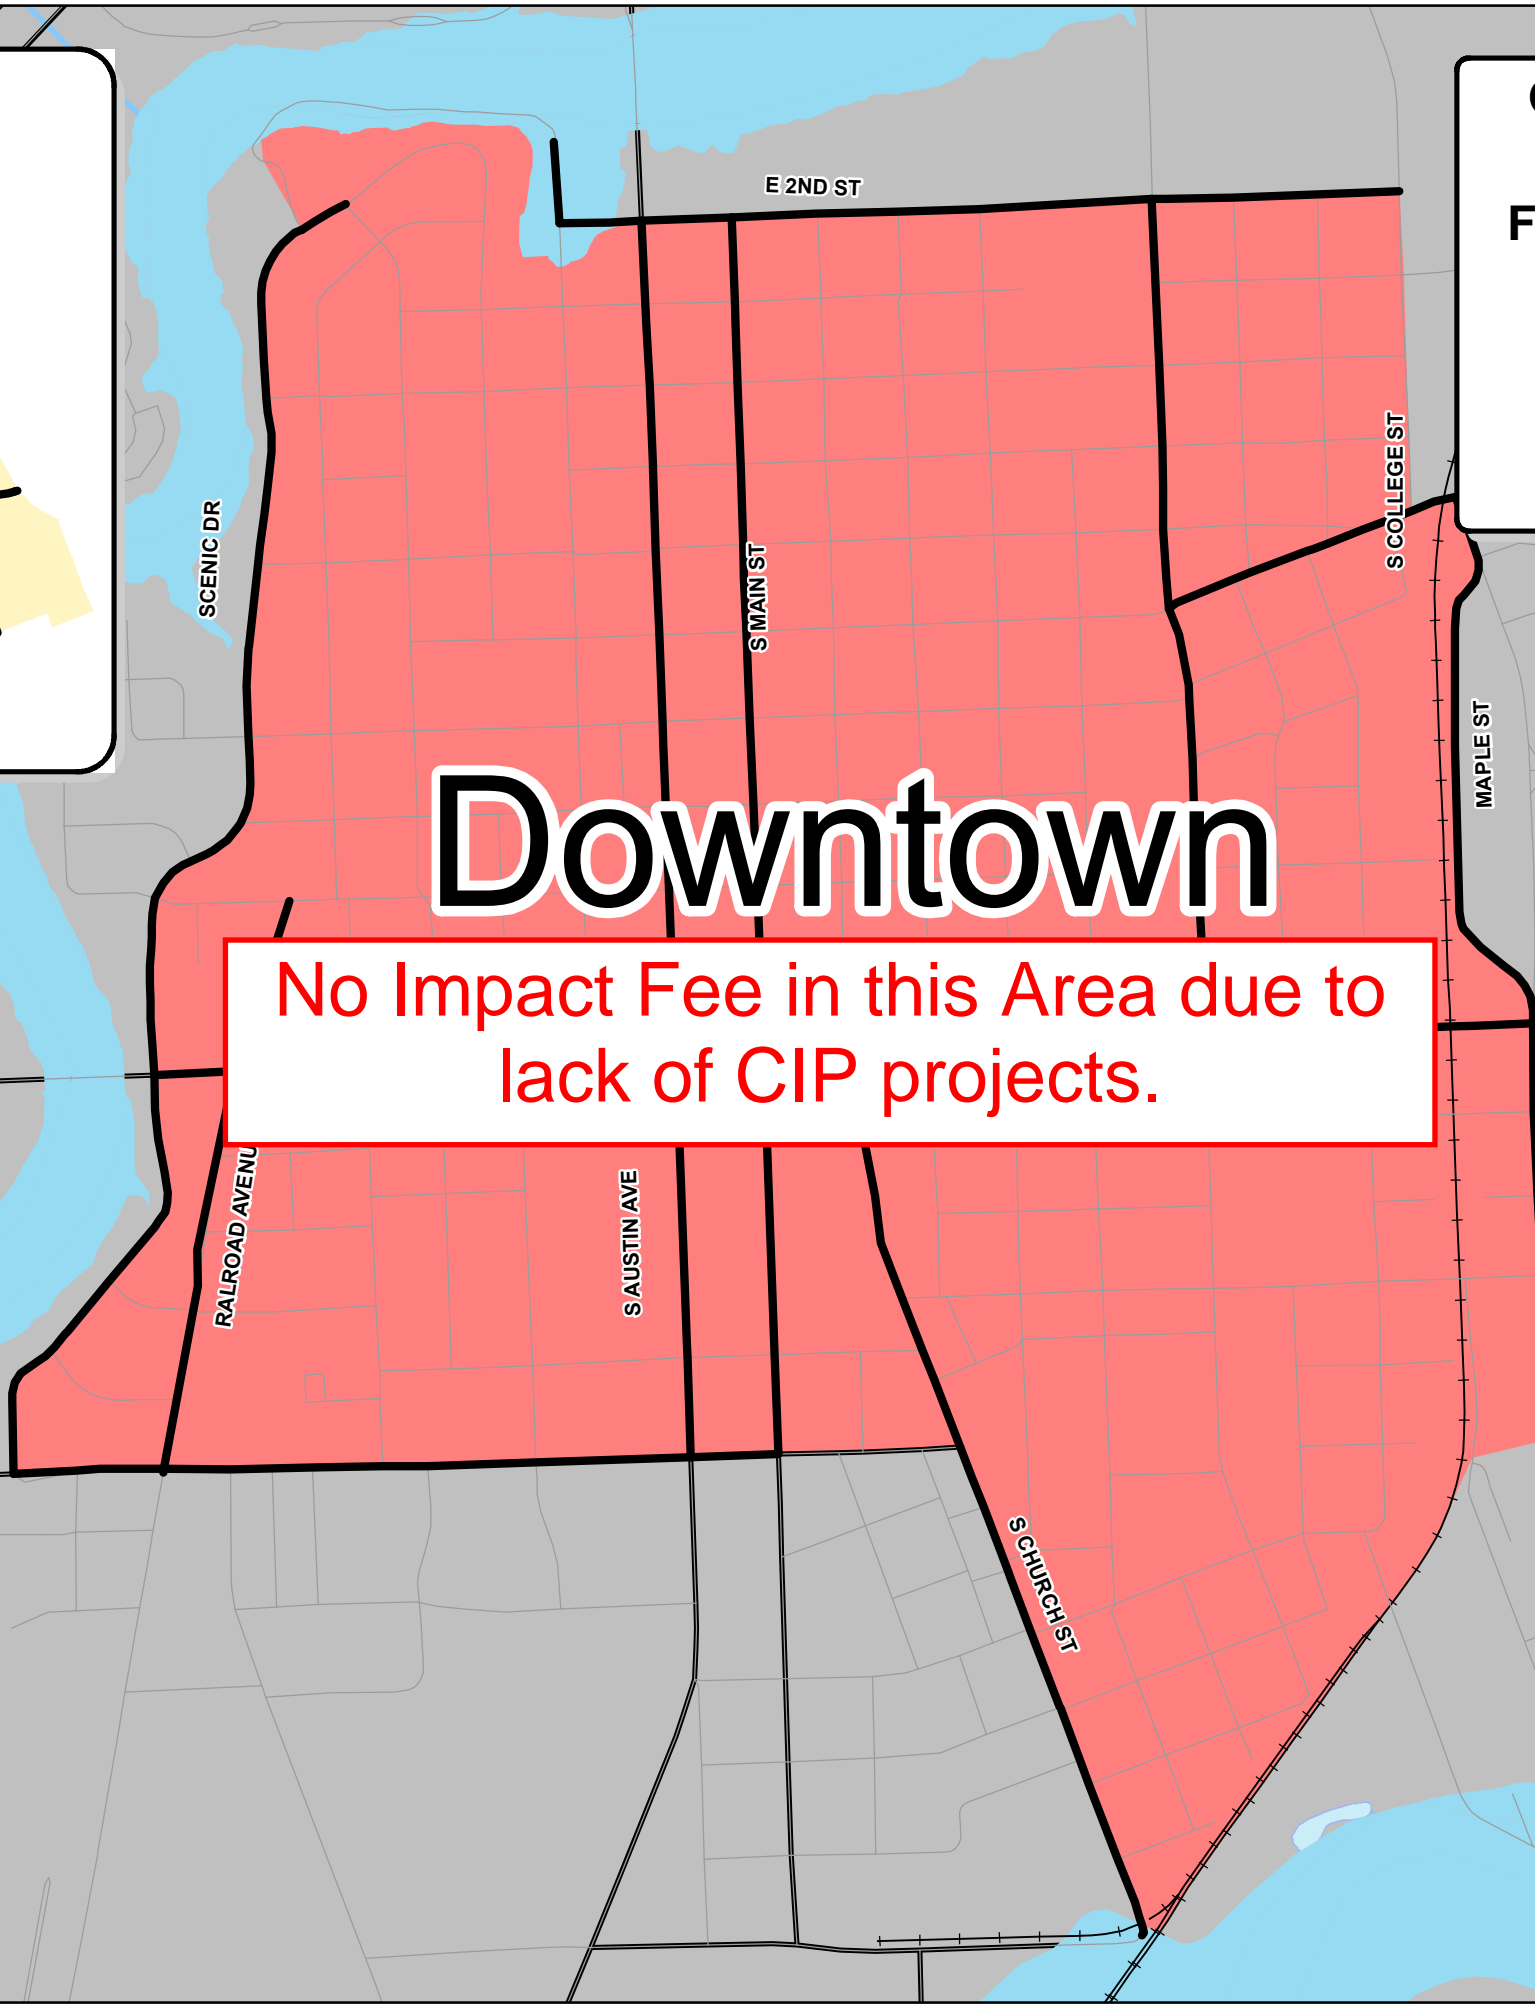 C
F
E 2ND ST
S COLLEGE ST
SCENIC DR
S MAIN ST
MAPLE ST
Downtown
No Impact Fee in this Area due to
lack of CIP projects.
RALROAD AVENU
S AUSTIN AVE
S CHURCH ST